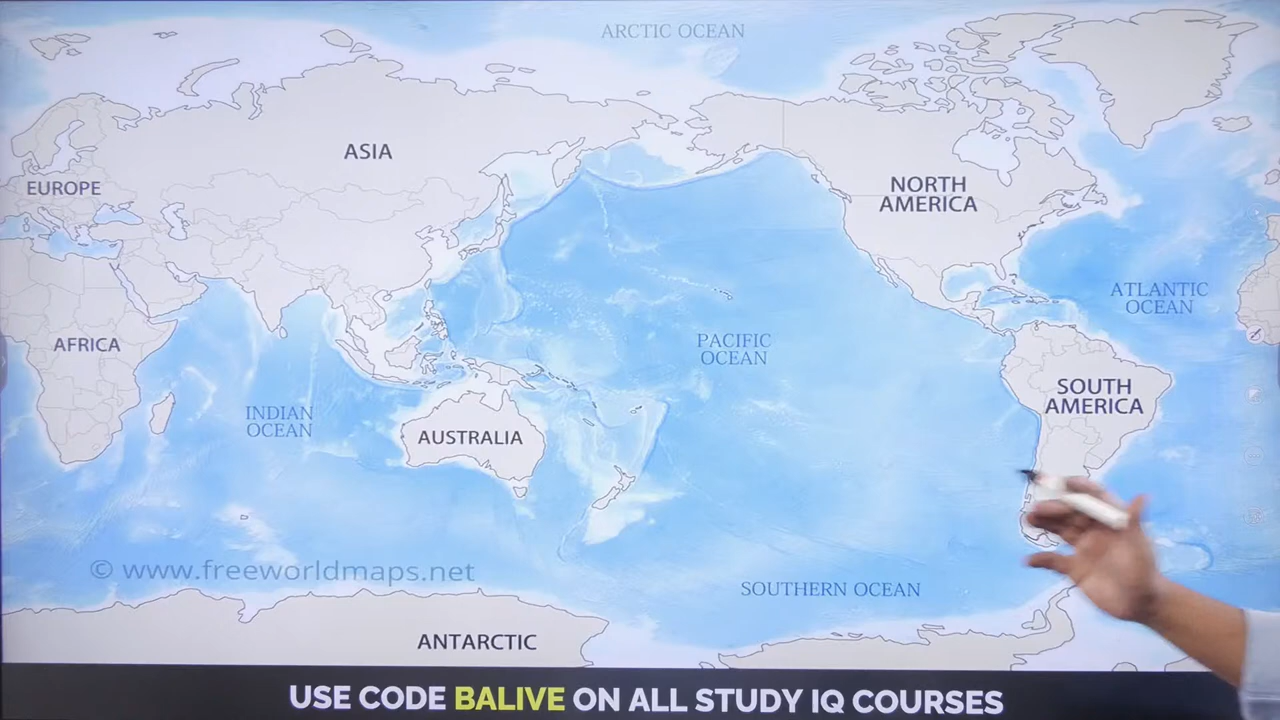 ARCTIC OCEAN
ASIA
EUROPE
NORTH
AMERICA
ATLANTIC
OCEAN
AFRICA
PACIFIC
OCEAN
SOUTH
AMERICA
INDIAN
OCEAN
AUSTRALIA
© www.freeworldmaps.net
SOUTHERN OCEAN
ANTARCTIC
USE CODE BALIVE ON ALL STUDY IQ COURSES